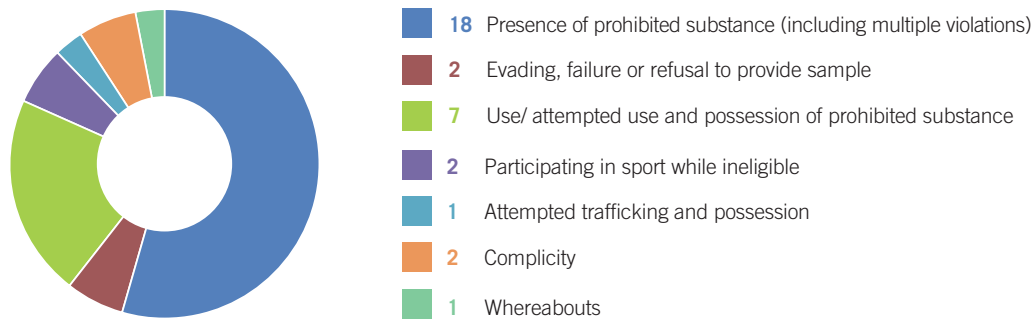 18 Presence of prohibited substance (including multiple violations)
2 Evading, failure or refusal to provide sample
7 Use/ attempted use and possession of prohibited substance
2 Participating in sport while ineligible
1 Attempted trafficking and possession
2 Complicity
1 Whereabouts